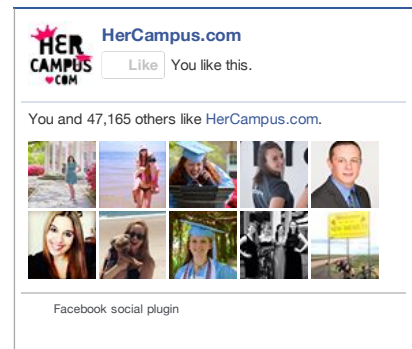 HER
CAMPUS
COM
HerCampus.com
Like You like this.
You and 47,165 others like HerCampus.com.
Facebook social plugin